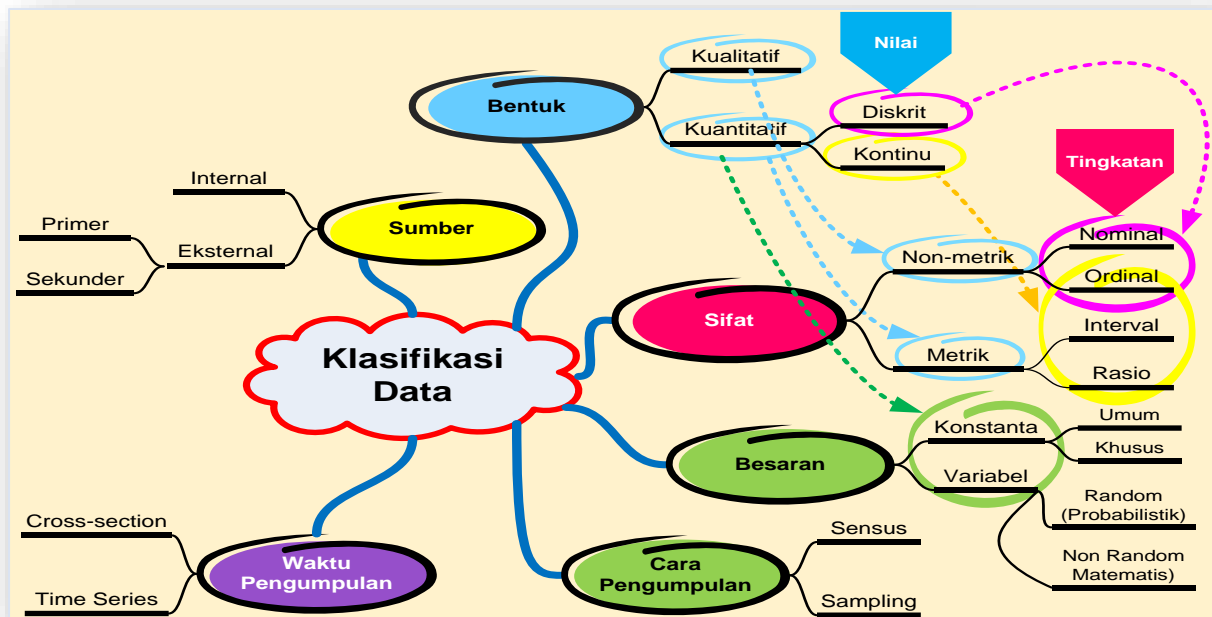 Nilai
Kualitatif
Bentuk
Kuantitatif
Diskrit
Kontinu
Tingkatan
Internal
Sumber
Primer
Eksternal
Sekunder
Nominal
Non-metrik
Ordinal
Sifat
Interval
Metrik
Rasio
Klasifikasi
Data
Konstanta
Umum
Khusus
Besaran
Variabel
Random
(Probabilistik)
Non Random
Matematis)
Cross-section
Waktu
Pengumpulan
Time Series
Sensus
Cara
Pengumpulan
Sampling